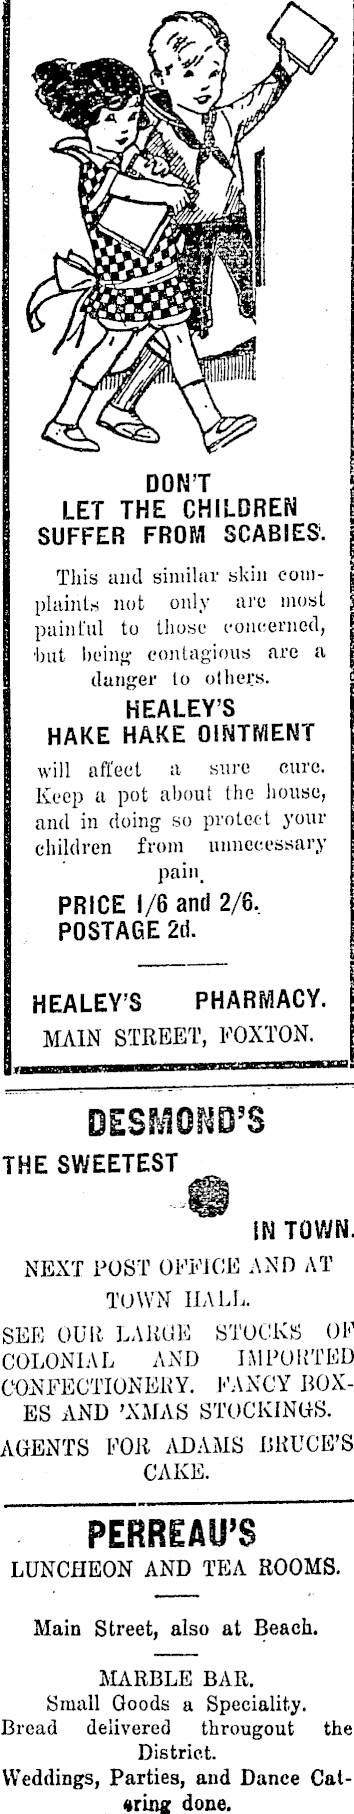 DON'T
LET THE CHILDREN
SUFFER FROM SCABIES.
This and similar skin com-
plaints not only are most
painful to those concerned,
but being contagious are a
danger to others.
HEALEY'S
HAKE HAKE OINTMENT
will affect a sure cure.
Keep a pot about the house,
and in doing so protect your
children from unnecessary
pain.
PRICE 1/6 and 2/6.
POSTAGE 2d.
HEALEY'S PHARMACY.
MAIN STREET, FOXTON.
DESMOND'S
THE SWEETEST
IN TOWN.
NEXT POST OFFICE AND AT
TOWN HALL.
SEE OUR LARGE STOCKS OF
COLONIAL AND IMPORTED
CONFECTIONERY. FANCY BOX-
ES AND 'XMAS STOCKINGS.
AGENTS FOR ADAMS BRUCE'S
CAKE.
PERREAU'S
LUNCHEON AND TEA ROOMS.
Main Street, also at Beach.
MARBLE BAR.
Small Goods a Speciality.
Bread delivered througout the
District.
Weddings, Parties, and Dance Cat-
ering done.